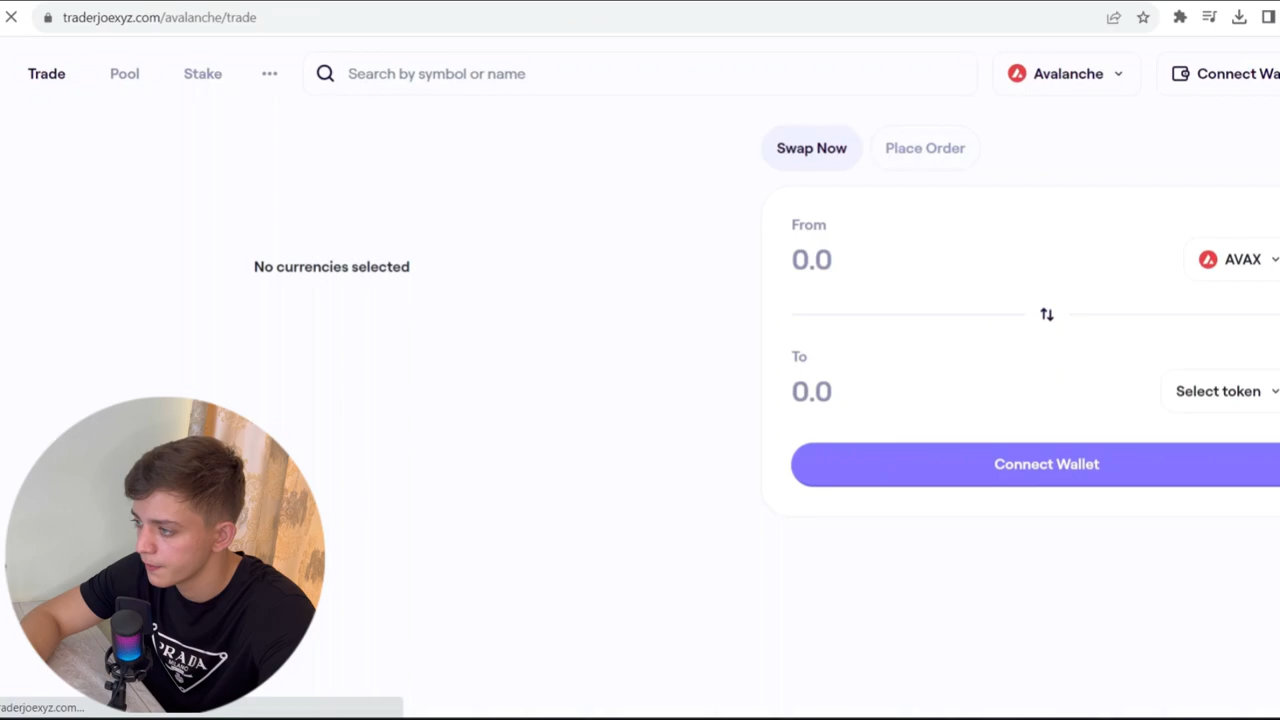 traderjoexyz.com/avalanche/trade
Trade
Pool
Stake
Search by symbol or name
Avalanche
Connect Wa
Swap Now
Place Order
No currencies selected
From
0.0
AVAX
To
0.0
Select token
Connect Wallet
PRADA
MILANO
raderjoexyz.com...